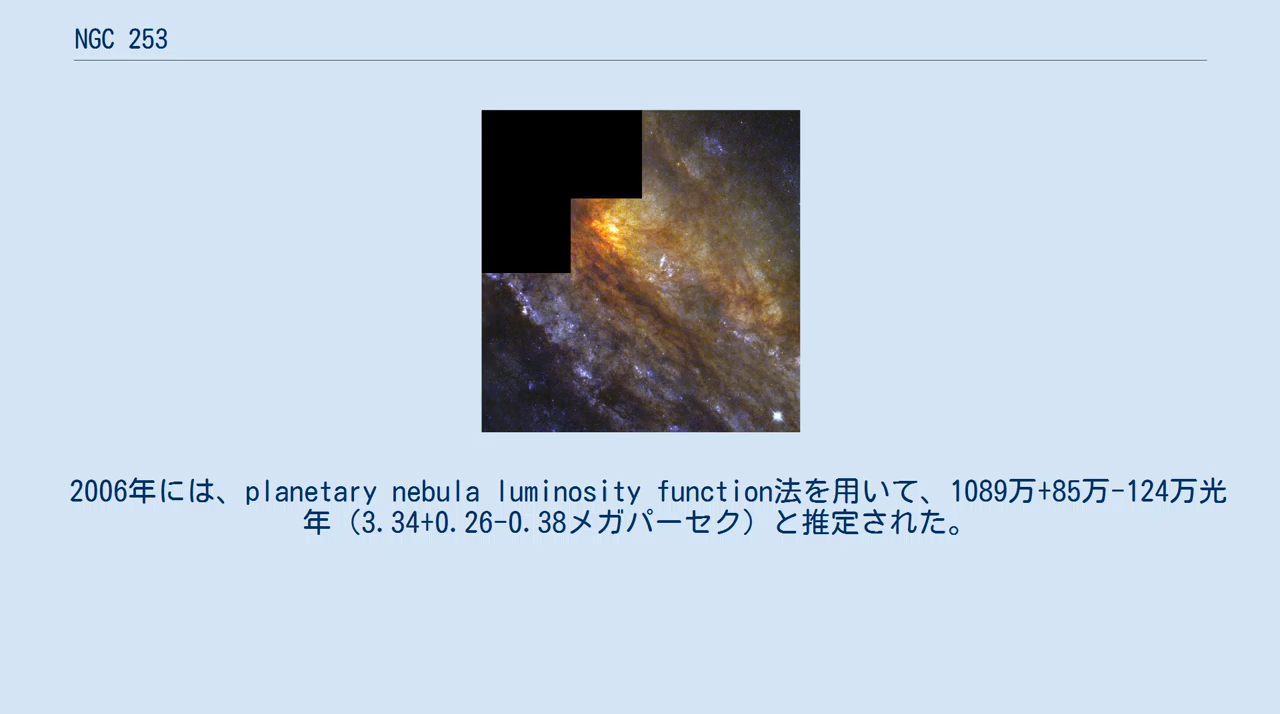 NGC 253
2006年には、planetary nebula luminosity function法を用いて、1089万+85万-124万光
年（3.34+0.26-0.38メガパーセク）と推定された。